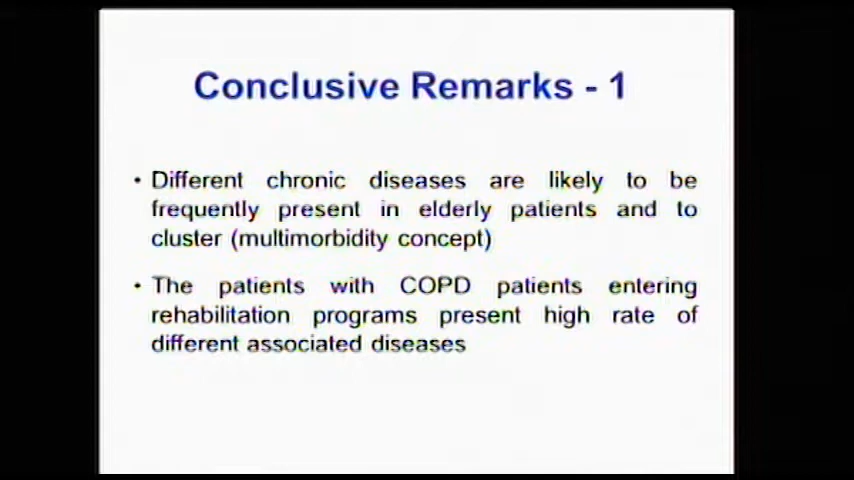 Conclusive Remarks - 1
• Different chronic diseases are likely to be
frequently present in elderly patients and to
cluster (multimorbidity concept)
• The patients with COPD patients entering
rehabilitation programs present high rate of
different associated diseases